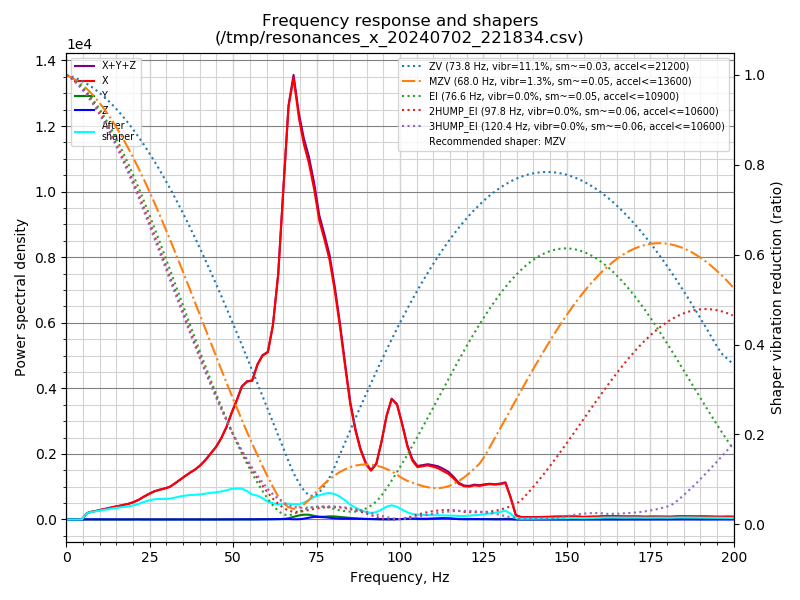 Frequency response and shapers
(/tmp/resonances_x_20240702_221834.csv)
1e4
X+Y+Z
X
Y
Z
After
shaper
ZV (73.8 Hz, vibr=11.1%, sm~=0.03, accel<=21200)
MZV (68.0 Hz, vibr=1.3%, sm~=0.05, accel<=13600)
EI (76.6 Hz, vibr=0.0%, sm~=0.05, accel<=10900)
2HUMP_EI (97.8 Hz, vibr=0.0%, sm~=0.06, accel<=10600)
3HUMP_EI (120.4 Hz, vibr=0.0%, sm~=0.06, accel<=10600)
Recommended shaper: MZV
Power spectral density
1.4
1.2
1.0
0.8
0.6
0.4
0.2
0.0
1.0
0.8
0.6
0.4
0.2
0.0
Shaper vibration reduction (ratio)
0 25 50 75 100 125 150 175 200
Frequency, Hz